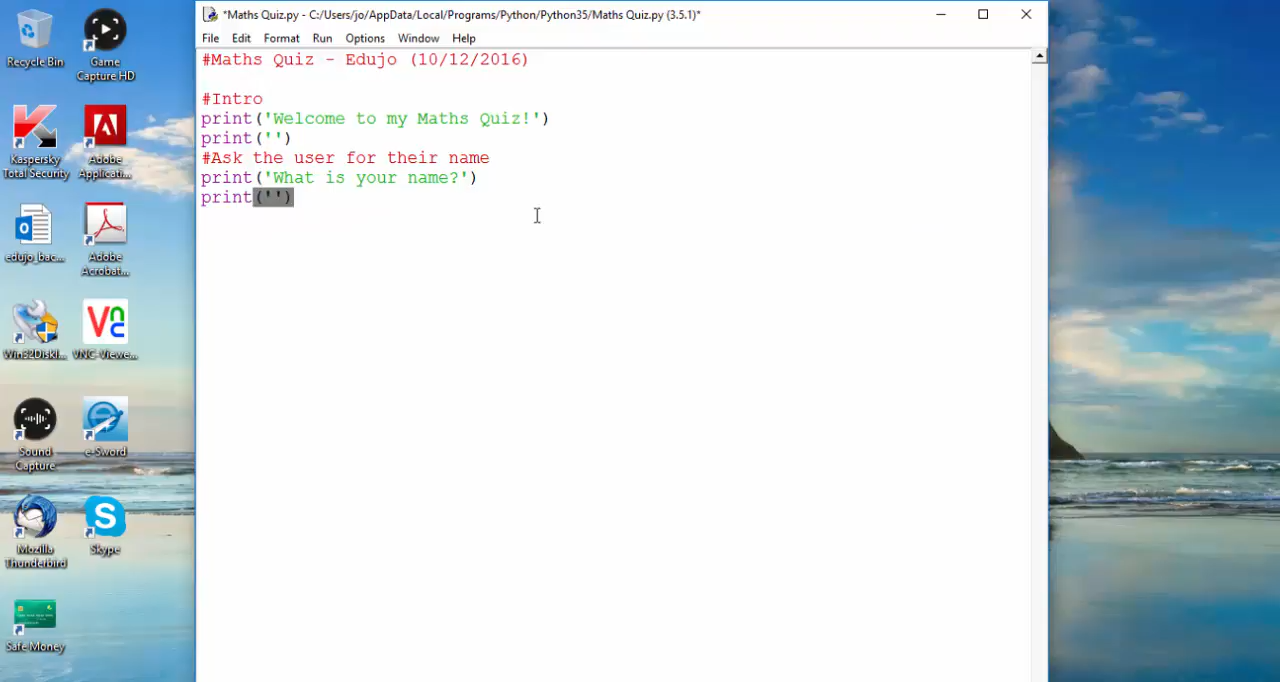 *Maths Quiz.py - C:/Users/jo/AppData/Local/Programs/Python/Python35/Maths Quiz.py (3.5.1)*
File Edit Format Run Options Window Help
#Maths Quiz - Edujo (10/12/2016)
#Intro
print('Welcome to my Maths Quiz!')
print('')
#Ask the user for their name
print('What is your name?')
print('')
Recycle Bin
Game
Capture HD
Kaspersky
Total Security
Adobe
Applicati...
edujo_bac...
Adobe
Acrobat...
Win32DiskI...
VNC-Viewe...
Sound
Capture
e-Sword
Mozilla
Thunderbird
Skype
Safe Money